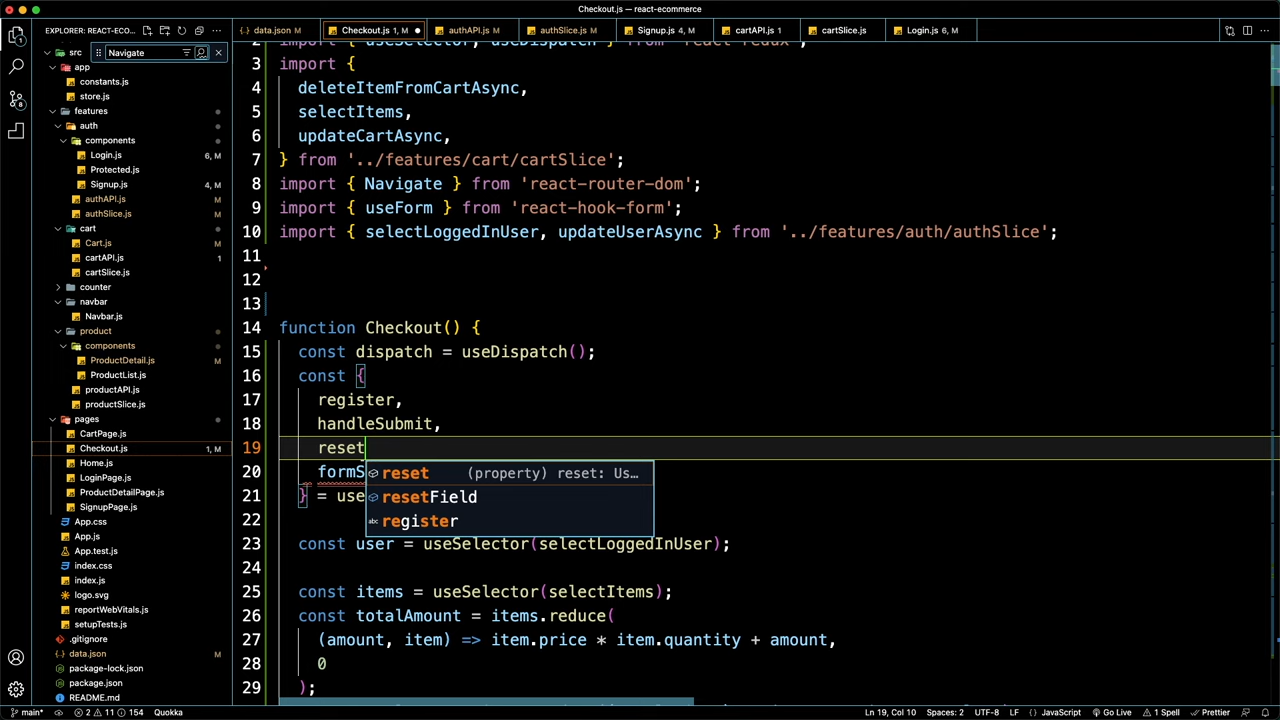 Checkout.js — react-ecommerce
EXPLORER: REACT-ECO...
data.json M
Checkout.js 1, M
authAPI.js M
authSlice.js M
Signup.js 4, M
cartAPI.js 1
cartSlice.js
Login.js 6, M
src
Navigate
app
constants.js
store.js
features
auth
components
Login.js 6, M
Protected.js
Signup.js 4, M
authAPI.js M
authSlice.js M
cart
Cart.js M
cartAPI.js 1
cartSlice.js
counter
navbar
Navbar.js
product
components
ProductDetail.js M
ProductList.js
productAPI.js
productSlice.js
pages
CartPage.js
Checkout.js 1, M
Home.js
LoginPage.js
ProductDetailPage.js
SignupPage.js
App.css
App.js
App.test.js
index.css
index.js
logo.svg
reportWebVitals.js
setupTests.js
.gitignore
data.json M
package-lock.json
package.json
README.md
2 import { useSelector, useDispatch } from 'react-redux';
3 import {
4 deleteItemFromCartAsync,
5 selectItems,
6 updateCartAsync,
7 } from '../features/cart/cartSlice';
8 import { Navigate } from 'react-router-dom';
9 import { useForm } from 'react-hook-form';
10 import { selectLoggedInUser, updateUserAsync } from '../features/auth/authSlice';
11
12
13
14 function Checkout() {
15 const dispatch = useDispatch();
16 const {
17 register,
18 handleSubmit,
19 reset
20 formS
reset (property) reset: Us...
resetField
register
21 } = use
22
23 const user = useSelector(selectLoggedInUser);
24
25 const items = useSelector(selectItems);
26 const totalAmount = items.reduce(
27 (amount, item) => item.price * item.quantity + amount,
28 0
29 );
main* 2 11 154 Quokka Ln 19, Col 10 Spaces: 2 UTF-8 LF JavaScript Go Live 1 Spell Prettier